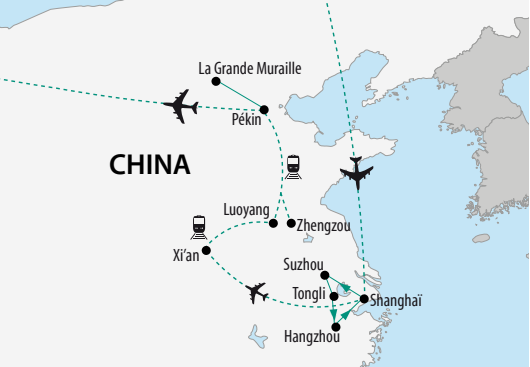 La Grande Muraille
Pékin
CHINA
Luoyang
Zhengzou
Xi'an
Suzhou
Tongli
Shanghaï
Hangzhou